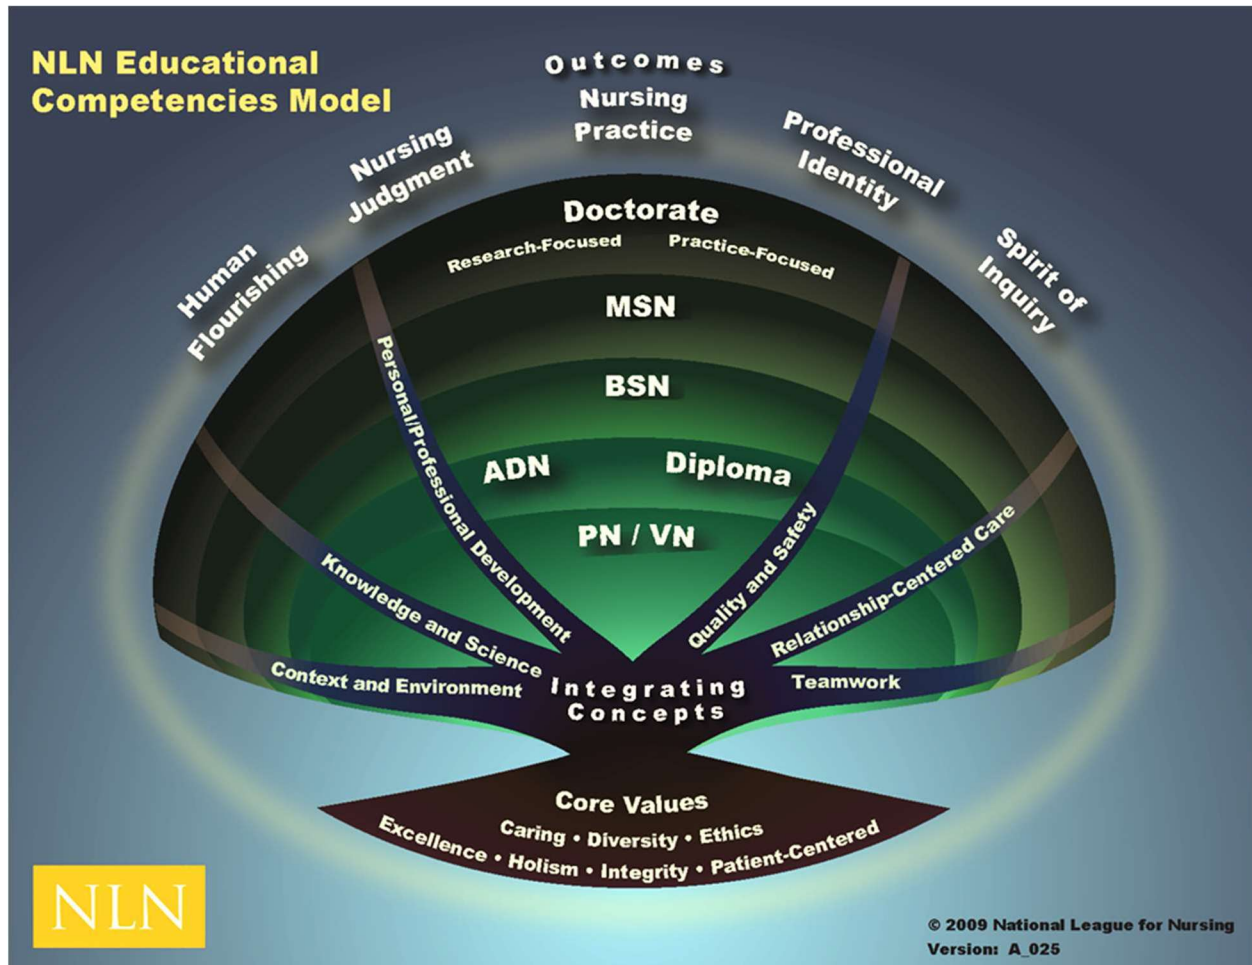 NLN Educational
Competencies Model
Outcomes
Nursing
Practice
Nursing
Judgment
Professional
Identity
Human
Flourishing
Spirit of
Inquiry
Doctorate
Research-Focused
Practice-Focused
MSN
BSN
ADN
Diploma
PN / VN
Personal/Professional Development
Quality and Safety
Knowledge and Science
Relationship-Centered Care
Context and Environment
Teamwork
Integrating
Concepts
Core Values
Caring • Diversity • Ethics
Excellence • Holism • Integrity • Patient-Centered
NLN
© 2009 National League for Nursing
Version: A_025